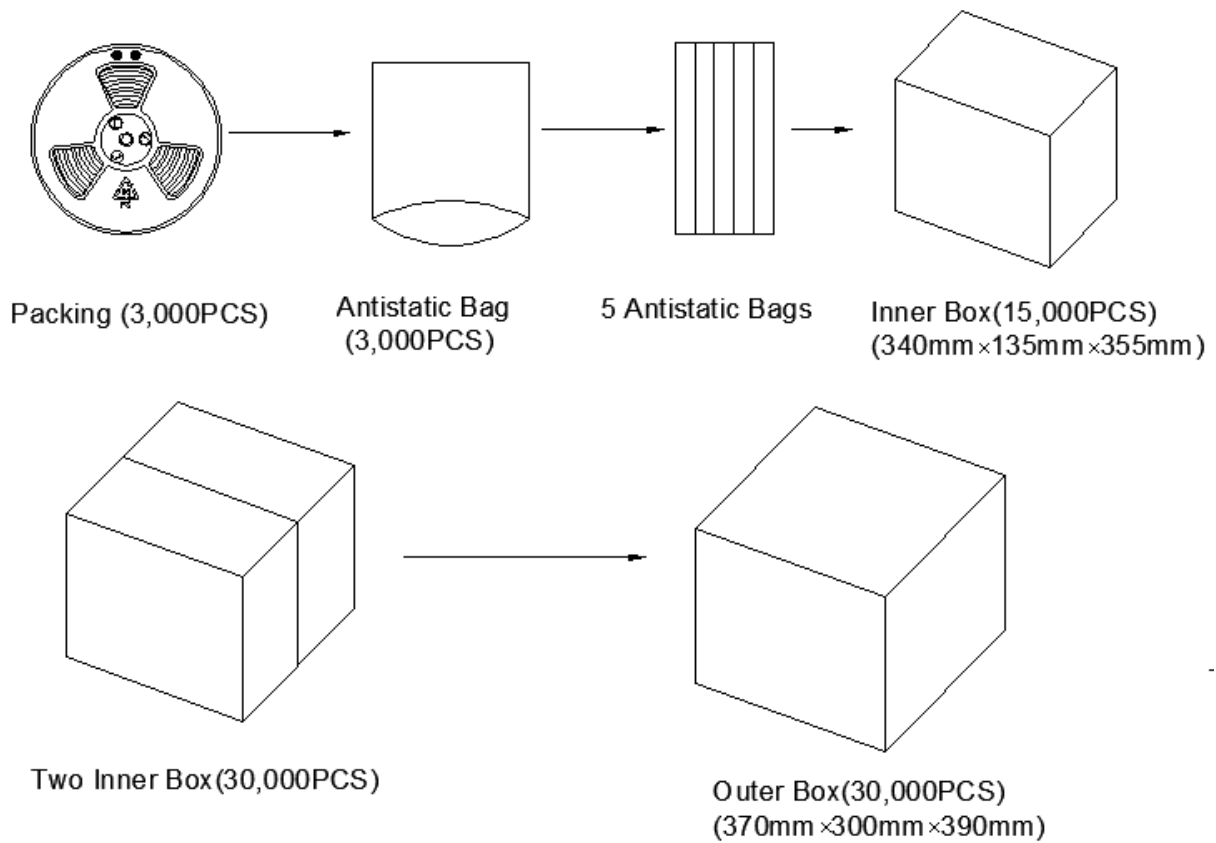 Packing (3,000PCS)
Antistatic Bag
(3,000PCS)
5 Antistatic Bags
Inner Box(15,000PCS)
(340mm×135mm×355mm)
Two Inner Box(30,000PCS)
Outer Box(30,000PCS)
(370mm×300mm×390mm)